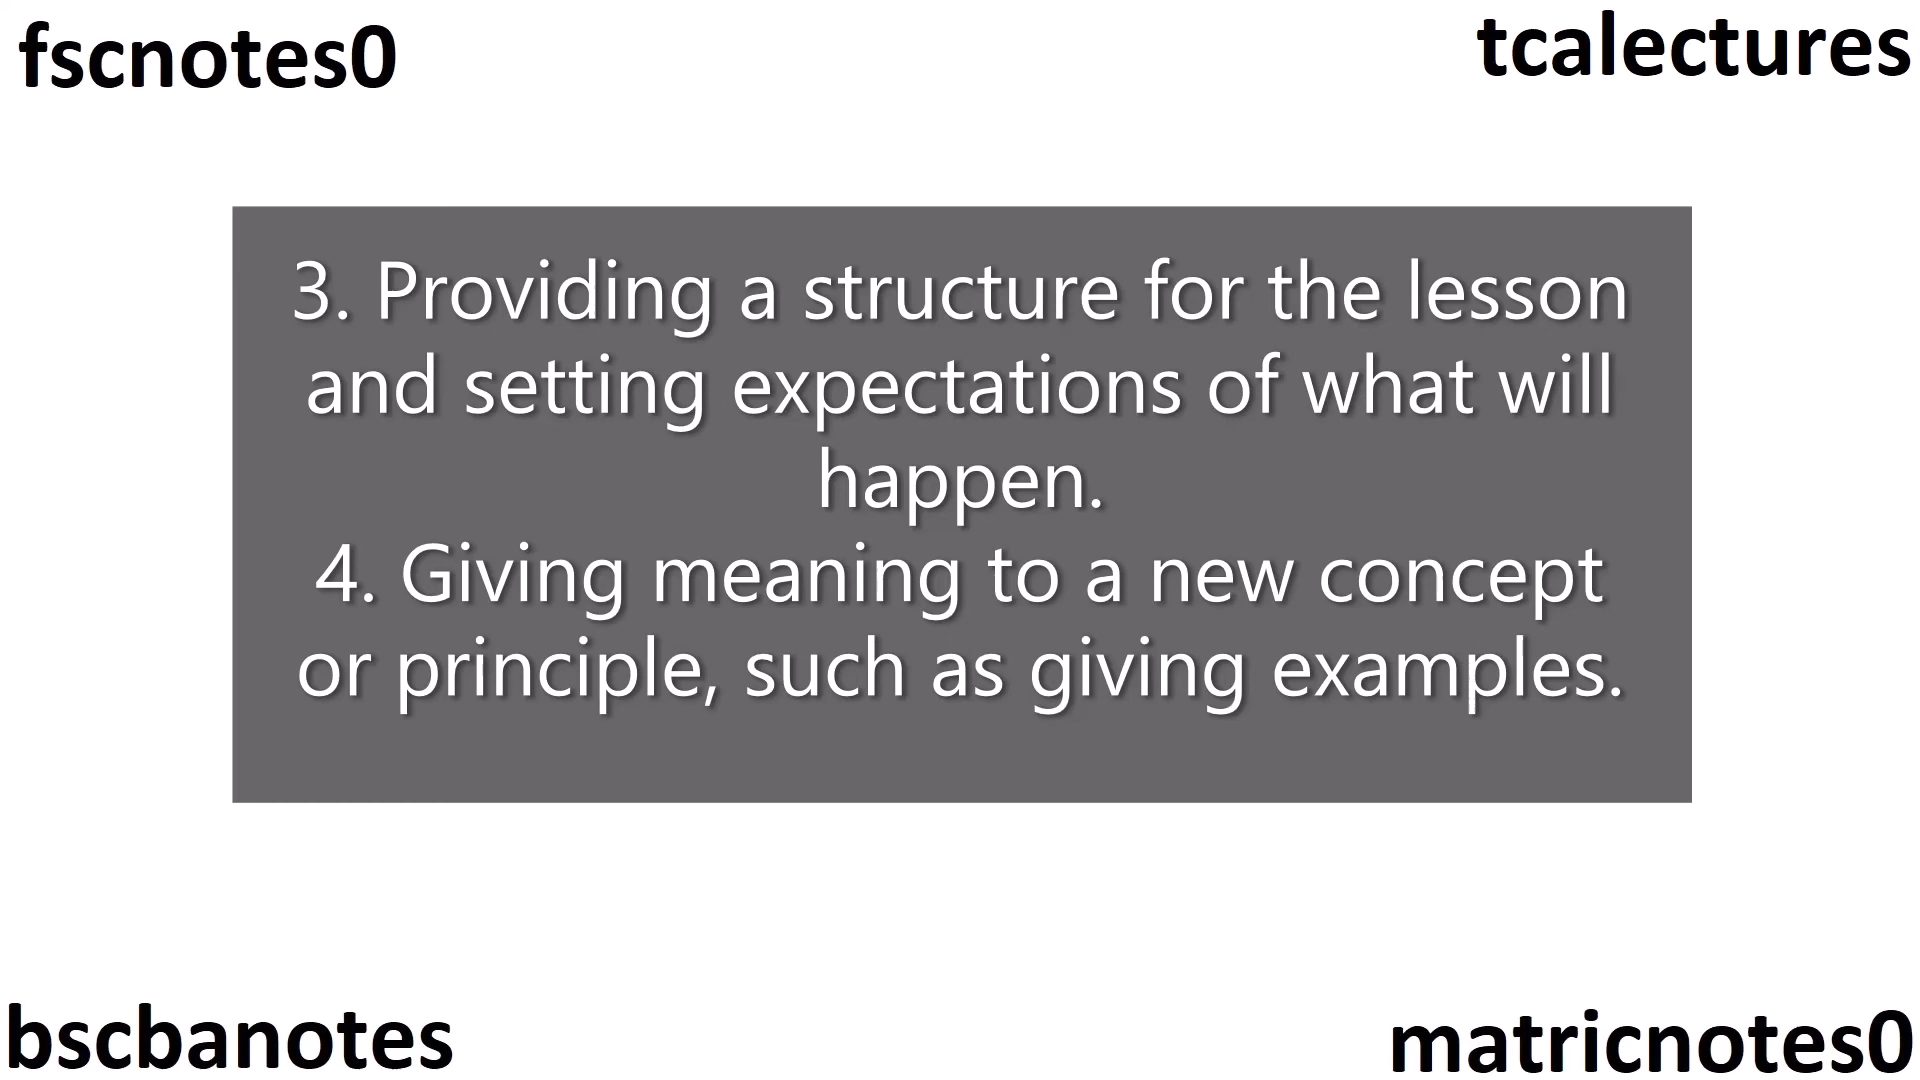 fscnotes0
tcalectures
3. Providing a structure for the lesson
and setting expectations of what will
happen.
4. Giving meaning to a new concept
or principle, such as giving examples.
bscbanotes
matricnotes0